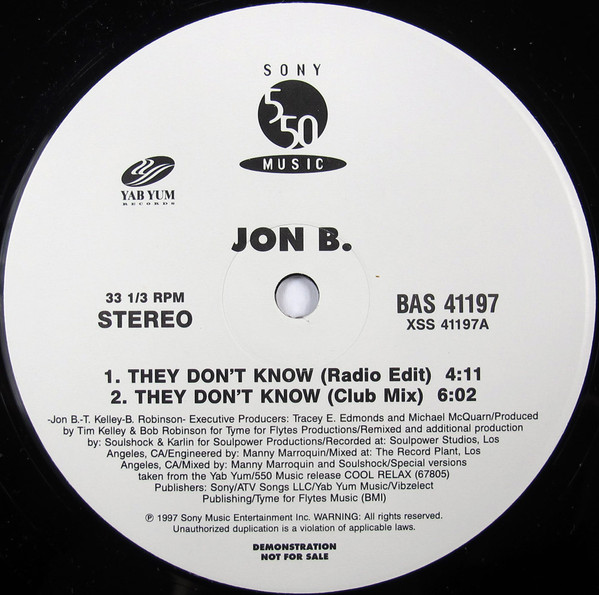 SONY
550
MUSIC
YAB YUM
RECORDS
JON B.
33 1/3 RPM
STEREO
BAS 41197
XSS 41197A
1. THEY DON'T KNOW (Radio Edit) 4:11
2. THEY DON'T KNOW (Club Mix) 6:02
-Jon B.-T. Kelley-B. Robinson- Executive Producers: Tracey E. Edmonds and Michael McQuarn/Produced
by Tim Kelley & Bob Robinson for Tyme for Flytes Productions/Remixed and additional production
by: Soulshock & Karlin for Soulpower Productions/Recorded at: Soulpower Studios, Los
Angeles, CA/Engineered by: Manny Marroquin/Mixed at: The Record Plant, Los
Angeles, CA/Mixed by: Manny Marroquin and Soulshock/Special versions
taken from the Yab Yum/550 Music release COOL RELAX (67805)
Publishers: Sony/ATV Songs LLC/Yab Yum Music/Vibzelect
Publishing/Tyme for Flytes Music (BMI)
℗ 1997 Sony Music Entertainment Inc. WARNING: All rights reserved.
Unauthorized duplication is a violation of applicable laws.
DEMONSTRATION
NOT FOR SALE